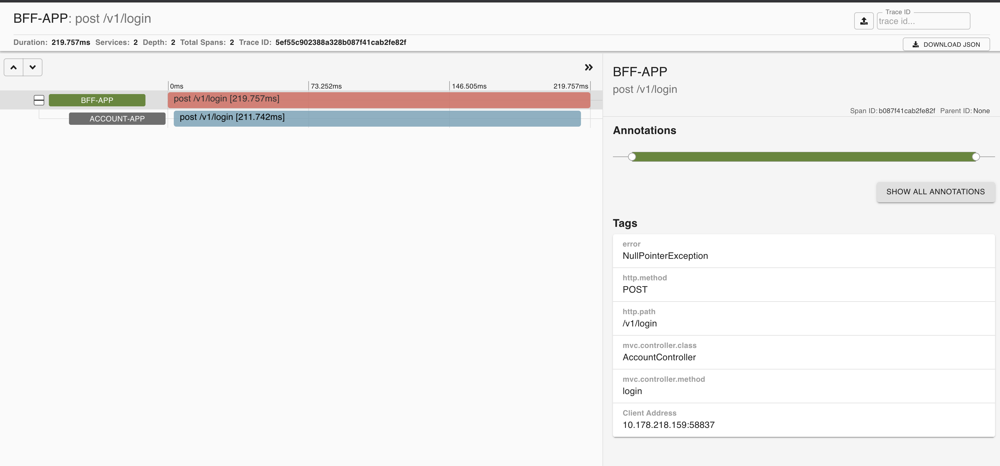 BFF-APP: post /v1/login
Trace ID
trace id...
Duration: 219.757ms Services: 2 Depth: 2 Total Spans: 2 Trace ID: 5ef55c902388a328b087f41cab2fe82f
DOWNLOAD JSON
0ms 73.252ms 146.505ms 219.757ms
BFF-APP post /v1/login [219.757ms]
ACCOUNT-APP post /v1/login [211.742ms]
BFF-APP
post /v1/login
Span ID: b087f41cab2fe82f Parent ID: None
Annotations
SHOW ALL ANNOTATIONS
Tags
error
NullPointerException
http.method
POST
http.path
/v1/login
mvc.controller.class
AccountController
mvc.controller.method
login
Client Address
10.178.218.159:58837